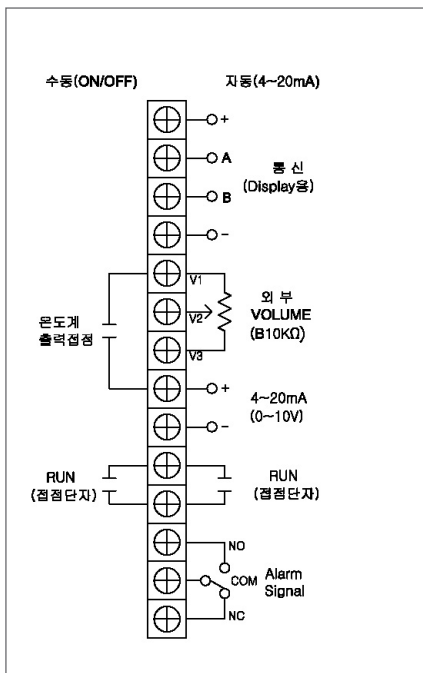 수동(ON/OFF)
자동(4~20mA)
+
A
통 신
(Display용)
B
-
V1
외 부
V2
VOLUME
온도계
출력접점
(B10KΩ)
V3
+
4~20mA
(0~10V)
-
RUN
(접점단자)
RUN
(접점단자)
NO
COM
Alarm
Signal
NC